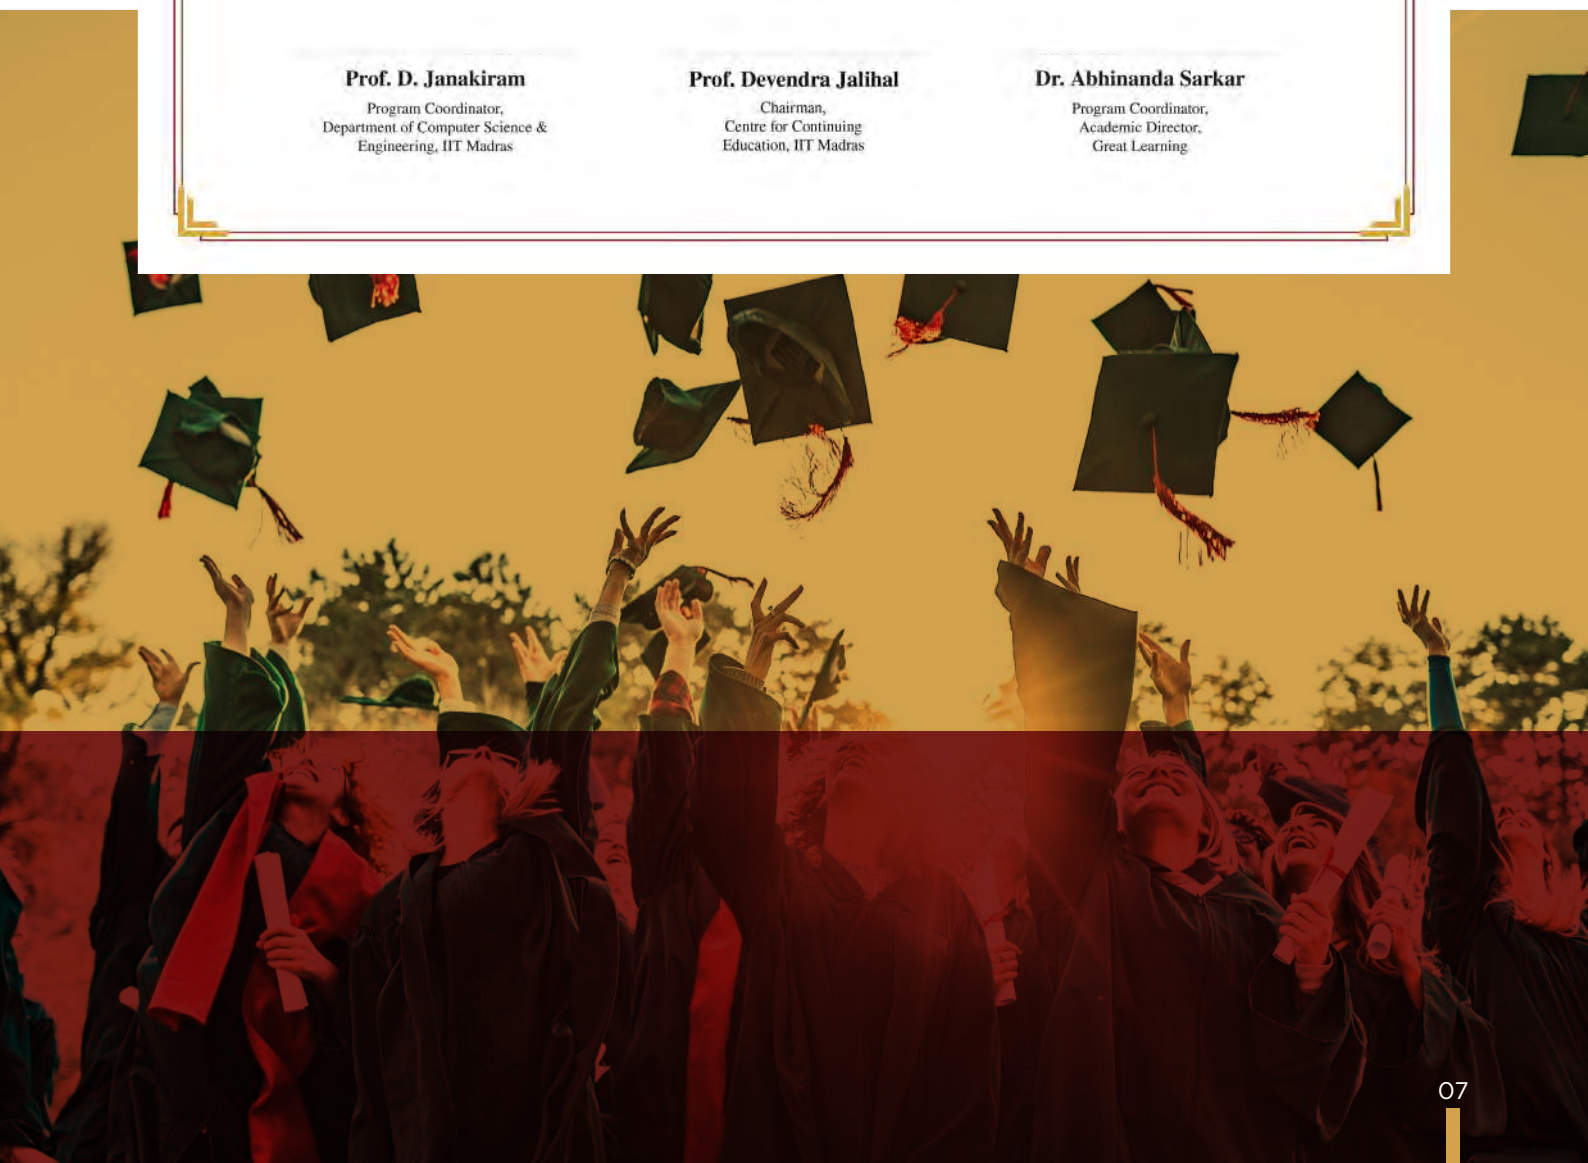 Prof. D. Janakiram
Program Coordinator,
Department of Computer Science &
Engineering, IIT Madras
Prof. Devendra Jalihal
Chairman,
Centre for Continuing
Education, IIT Madras
Dr. Abhinanda Sarkar
Program Coordinator,
Academic Director,
Great Learning
07